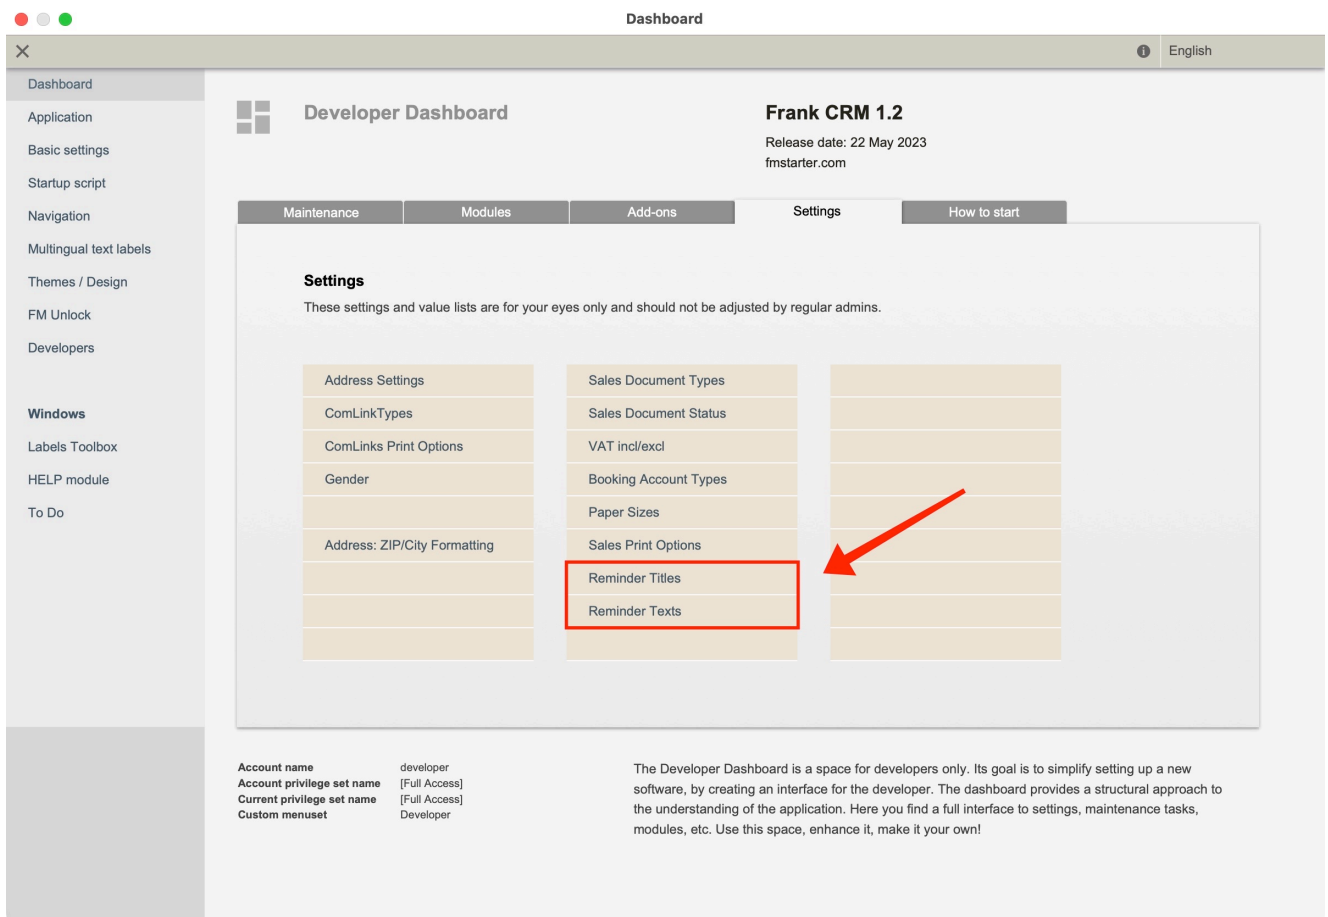 Dashboard
English
Dashboard
Application
Basic settings
Startup script
Navigation
Multingual text labels
Themes / Design
FM Unlock
Developers
Windows
Labels Toolbox
HELP module
To Do
Developer Dashboard
Frank CRM 1.2
Release date: 22 May 2023
fmstarter.com
Maintenance
Modules
Add-ons
Settings
How to start
Settings
These settings and value lists are for your eyes only and should not be adjusted by regular admins.
Address Settings
ComLinkTypes
ComLinks Print Options
Gender
Address: ZIP/City Formatting
Sales Document Types
Sales Document Status
VAT incl/excl
Booking Account Types
Paper Sizes
Sales Print Options
Reminder Titles
Reminder Texts
Account name developer
Account privilege set name [Full Access]
Current privilege set name [Full Access]
Custom menuset Developer
The Developer Dashboard is a space for developers only. Its goal is to simplify setting up a new
software, by creating an interface for the developer. The dashboard provides a structural approach to
the understanding of the application. Here you find a full interface to settings, maintenance tasks,
modules, etc. Use this space, enhance it, make it your own!